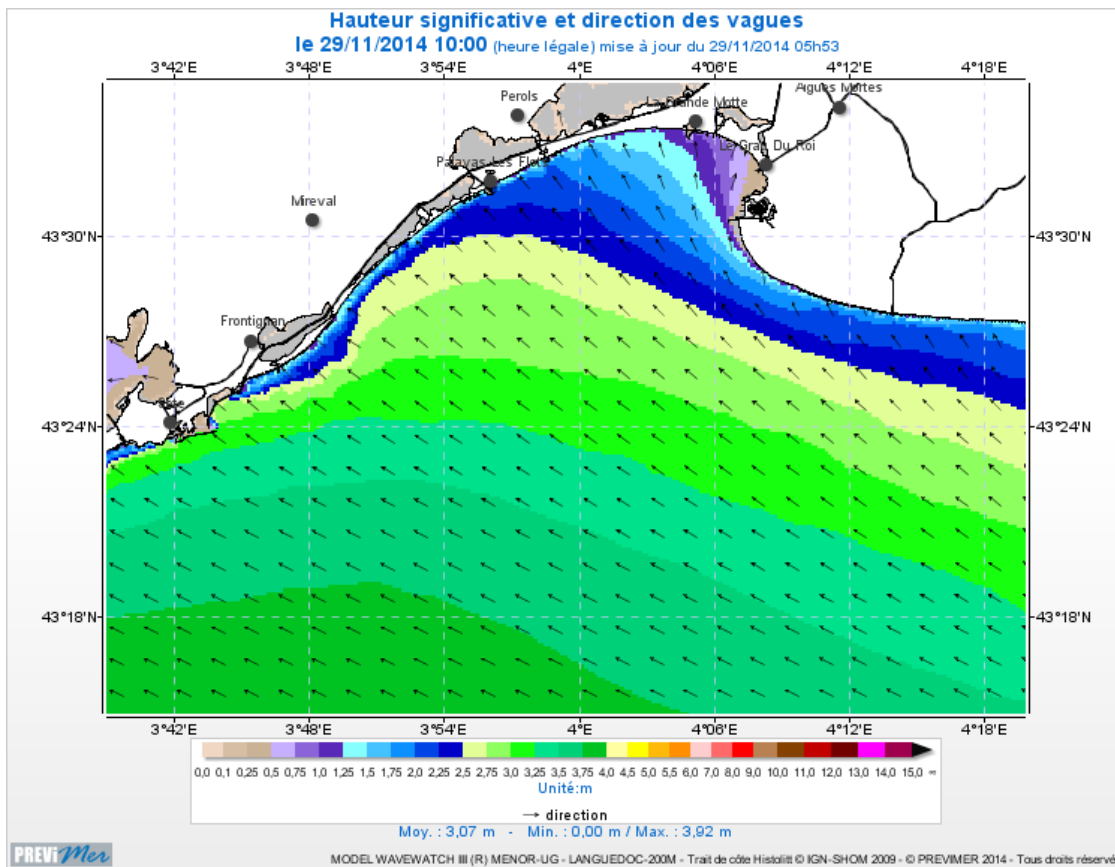 Hauteur significative et direction des vagues
le 29/11/2014 10:00 (heure légale) mise à jour du 29/11/2014 05h53
3°42'E 3°48'E 3°54'E 4°E 4°06'E 4°12'E 4°18'E
Perols
La Grande Motte
Aigues Mortes
Le Grau Du Roi
Palavas Les Flots
Mireval
43°30'N 43°30'N
Frontignan
Sète
43°24'N 43°24'N
43°18'N 43°18'N
3°42'E 3°48'E 3°54'E 4°E 4°06'E 4°12'E 4°18'E
0,0 0,1 0,25 0,5 0,75 1,0 1,25 1,5 1,75 2,0 2,25 2,5 2,75 3,0 3,25 3,5 3,75 4,0 4,5 5,0 5,5 6,0 6,5 7,0 8,0 9,0 10,0 11,0 12,0 13,0 14,0 15,0 ∞
Unité:m
→ direction
Moy. : 3,07 m - Min. : 0,00 m / Max. : 3,92 m
PREViMer
MODEL WAVEWATCH III (R) MENOR-UG - LANGUEDOC-200M - Trait de côte Histolitt © IGN-SHOM 2009 - © PREVIMER 2014 - Tous droits réservé